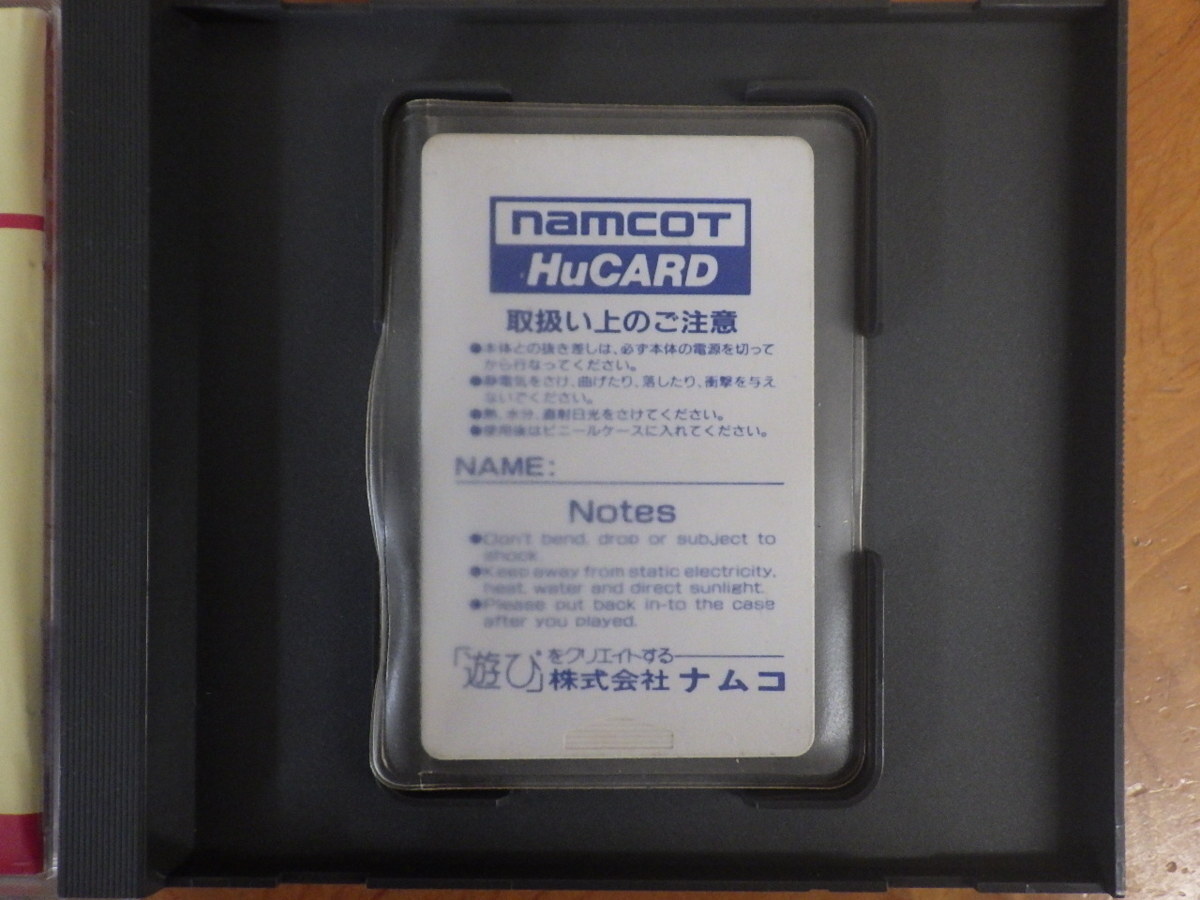 namcot
HuCARD
取扱い上のご注意
●本体との抜き差しは、必ず本体の電源を切って
から行なってください。
●静電気をさけ、曲げたり、落したり、衝撃を与え
ないでください。
●熱、水分、直射日光をさけてください。
●使用後はビニールケースに入れてください。
NAME:
Notes
●Don't bend, drop or subject to
shock.
●Keep away from static electricity,
heat, water and direct sunlight.
●Please put back in-to the case
after you played.
「遊び」をクリエイトする
株式会社ナムコ